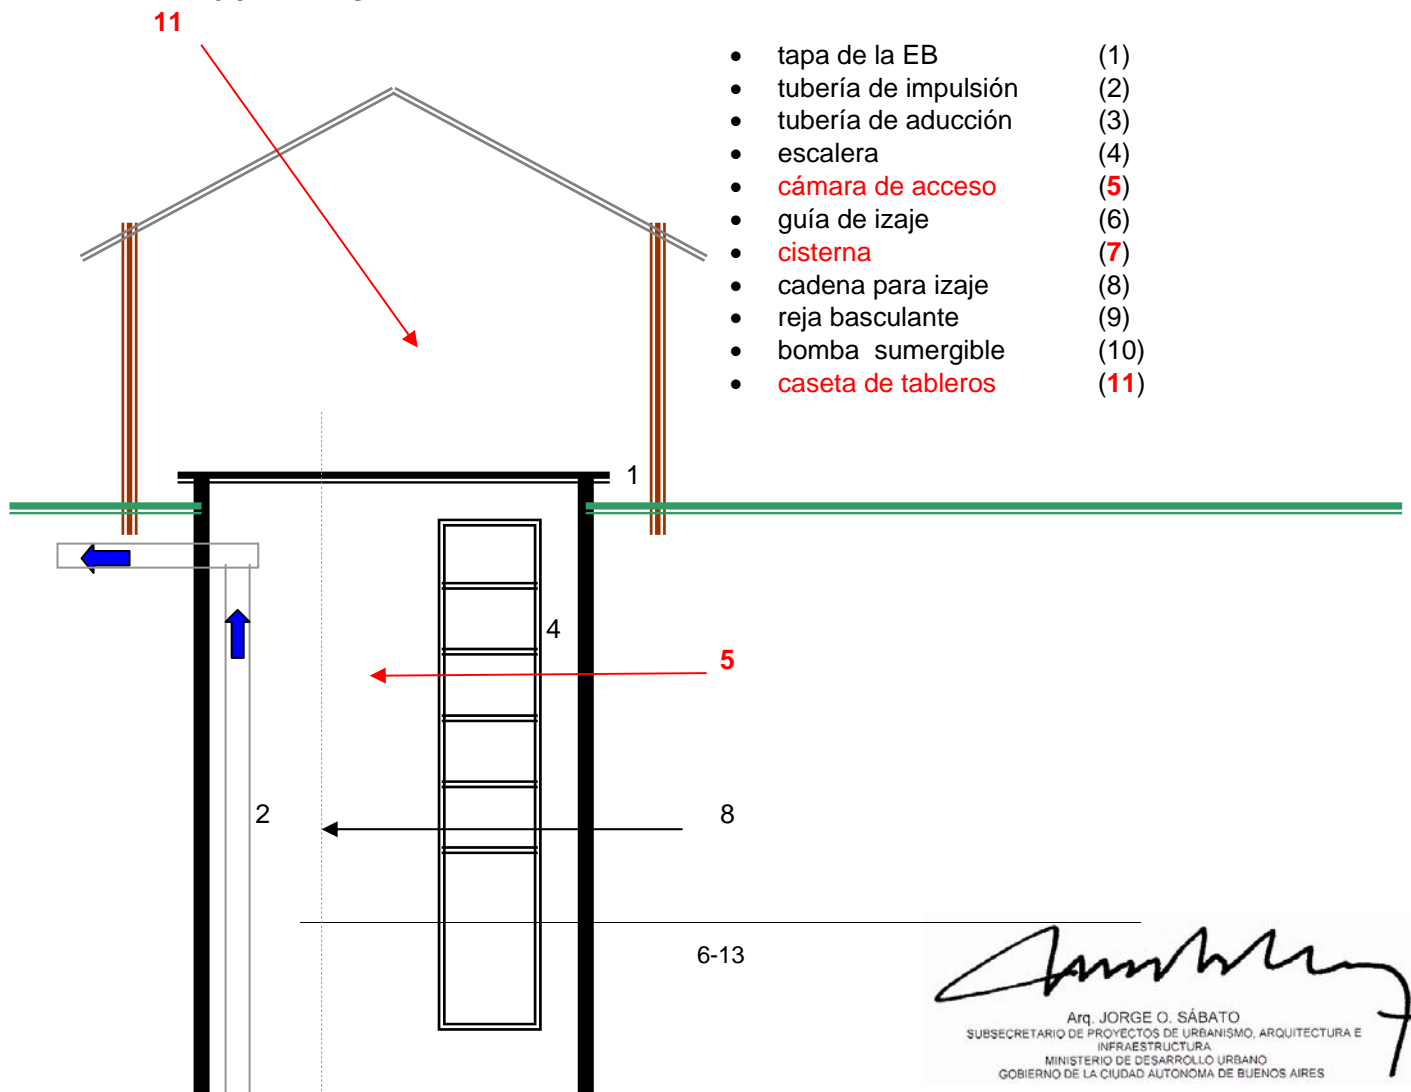 11
• tapa de la EB (1)
• tubería de impulsión (2)
• tubería de aducción (3)
• escalera (4)
• cámara de acceso (5)
• guía de izaje (6)
• cisterna (7)
• cadena para izaje (8)
• reja basculante (9)
• bomba sumergible (10)
• caseta de tableros (11)
1
4
5
2
8
6-13
Arq. JORGE O. SÁBATO
SUBSECRETARIO DE PROYECTOS DE URBANISMO, ARQUITECTURA E
INFRAESTRUCTURA
MINISTERIO DE DESARROLLO URBANO
GOBIERNO DE LA CIUDAD AUTONOMA DE BUENOS AIRES